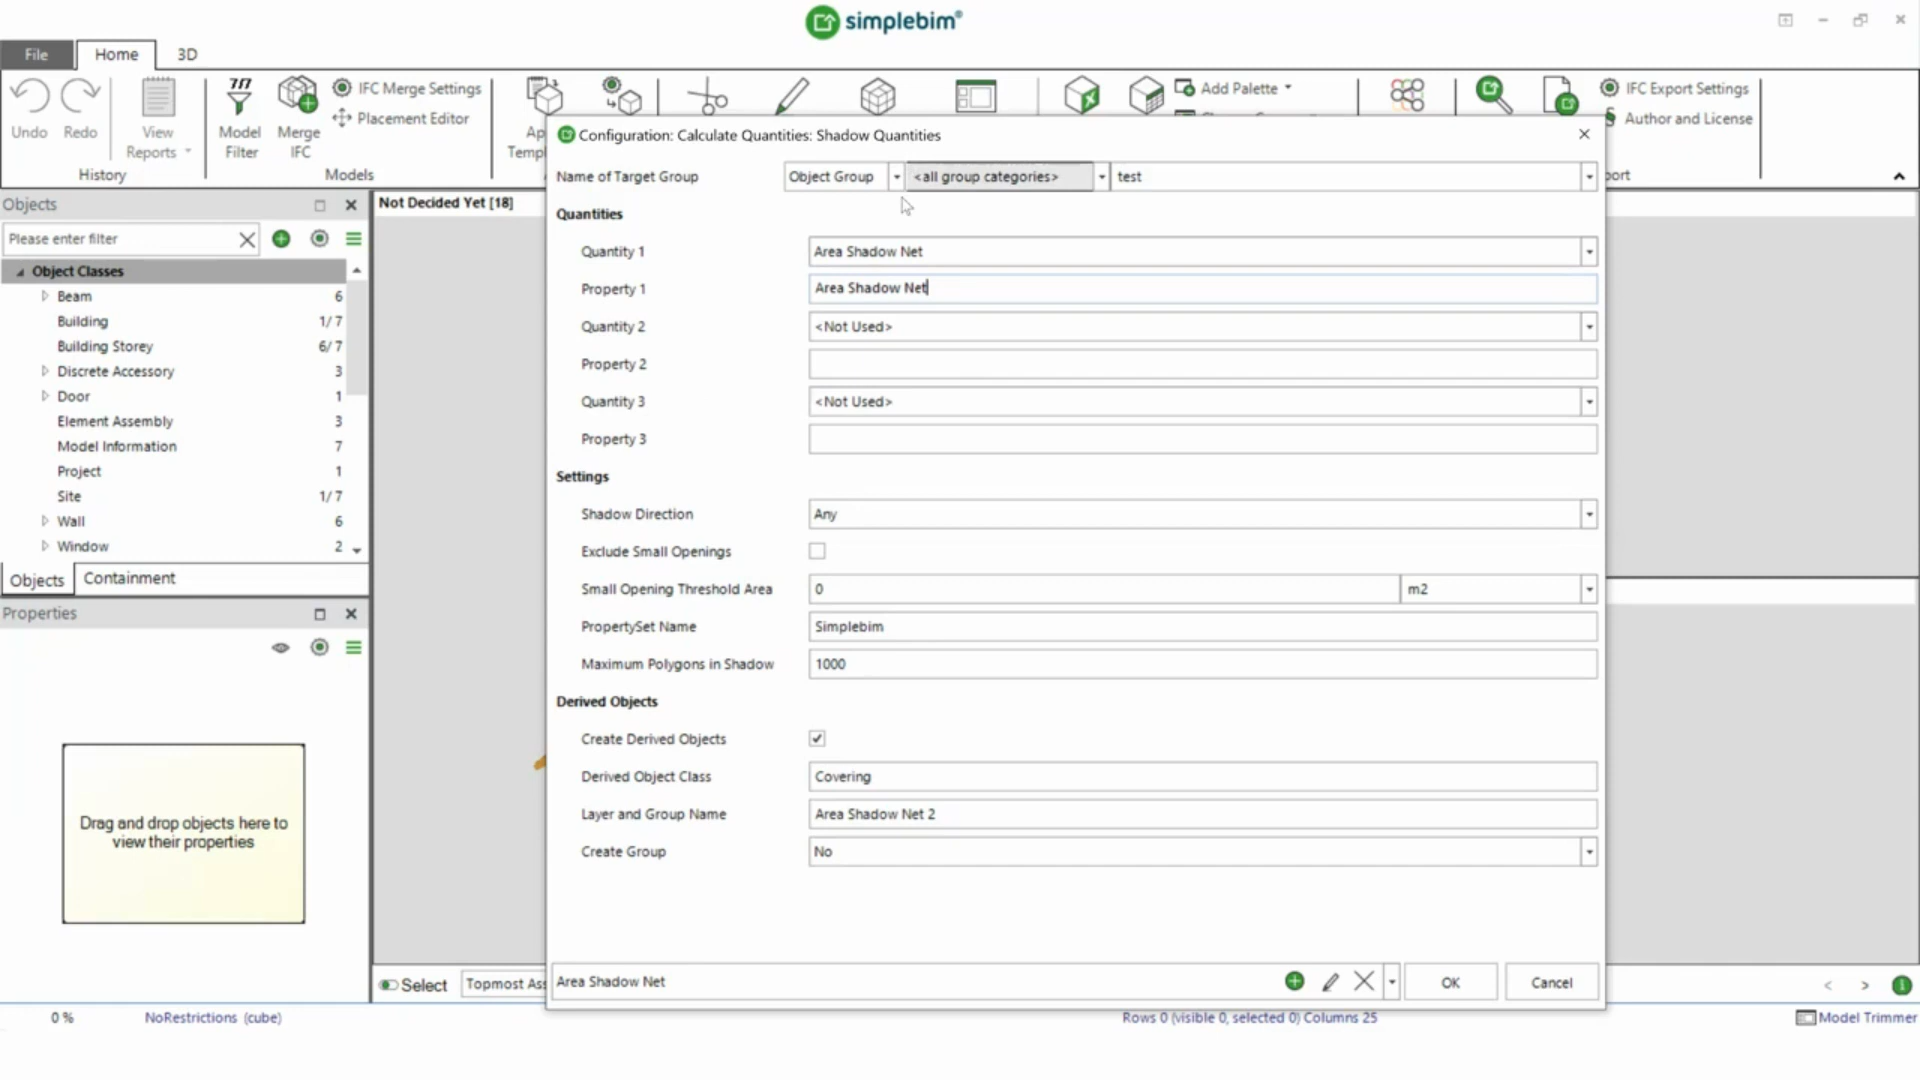 simplebim®
File
Home
3D
Undo
Redo
View
Reports
History
Model
Filter
Merge
IFC
IFC Merge Settings
Placement Editor
Models
Add Palette
IFC Export Settings
Author and License
Configuration: Calculate Quantities: Shadow Quantities
Name of Target Group
Object Group
<all group categories>
test
Quantities
Quantity 1
Area Shadow Net
Property 1
Area Shadow Net
Quantity 2
<Not Used>
Property 2
Quantity 3
<Not Used>
Property 3
Settings
Shadow Direction
Any
Exclude Small Openings
Small Opening Threshold Area
0
m2
PropertySet Name
Simplebim
Maximum Polygons in Shadow
1000
Derived Objects
Create Derived Objects
Derived Object Class
Covering
Layer and Group Name
Area Shadow Net 2
Create Group
No
Area Shadow Net
OK
Cancel
Objects
Please enter filter
Object Classes
Beam 6
Building 1/7
Building Storey 6/7
Discrete Accessory 3
Door 1
Element Assembly 3
Model Information 7
Project 1
Site 1/7
Wall 6
Window 2
Objects
Containment
Properties
Drag and drop objects here to
view their properties
Not Decided Yet [18]
Select
Topmost Ass
0 %
NoRestrictions (cube)
Rows 0 (visible 0, selected 0) Columns 25
Model Trimmer